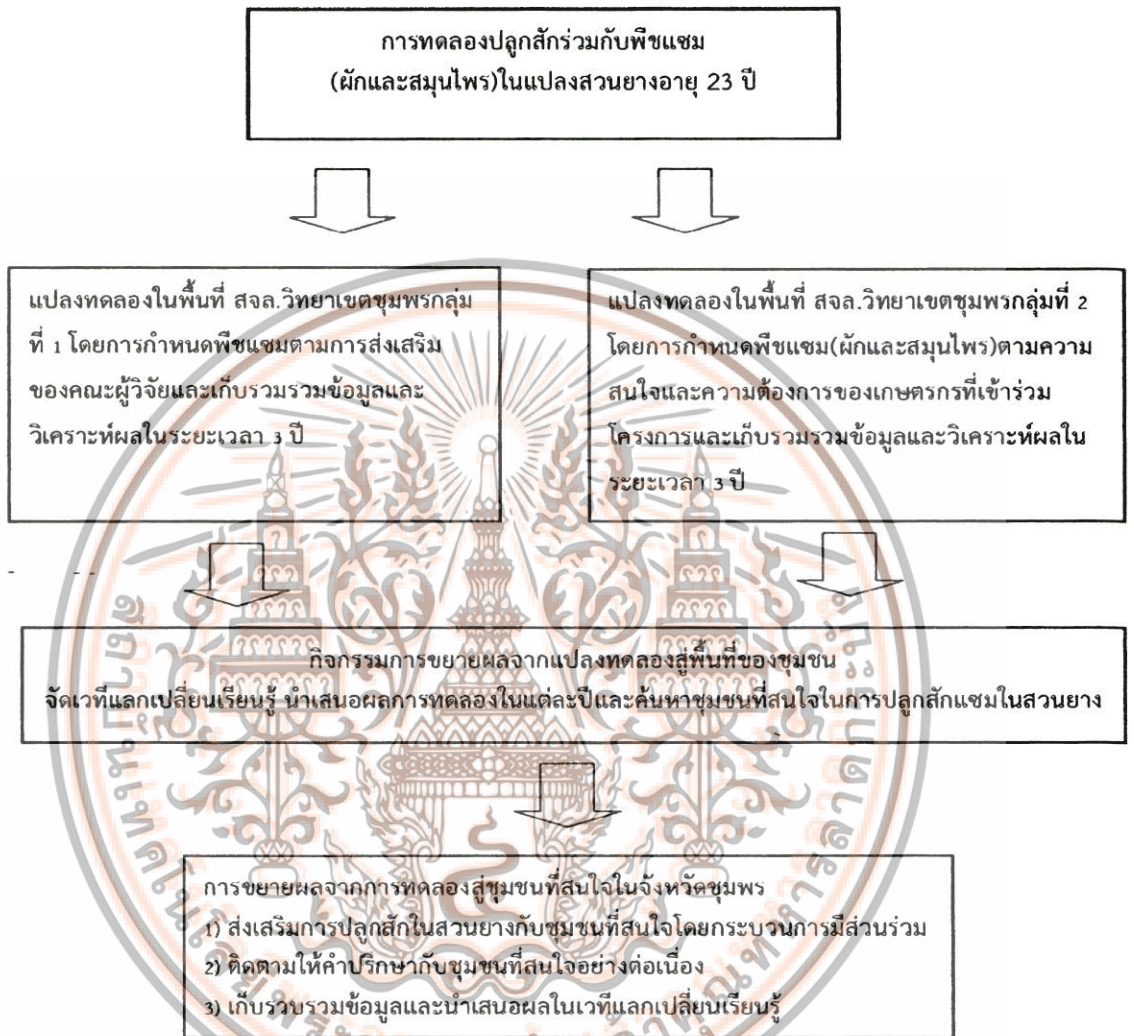 การทดลองปลูกสักร่วมกับพืชแซม
(ผักและสมุนไพร)ในแปลงสวนยางอายุ 23 ปี
แปลงทดลองในพื้นที่ สจล.วิทยาเขตชุมพรกลุ่ม
ที่ 1 โดยการกำหนดพืชแซมตามการส่งเสริม
ของคณะผู้วิจัยและเก็บรวมรวมข้อมูลและ
วิเคราะห์ผลในระยะเวลา 3 ปี
แปลงทดลองในพื้นที่ สจล.วิทยาเขตชุมพรกลุ่มที่ 2
โดยการกำหนดพืชแซม(ผักและสมุนไพร)ตามความ
สนใจและความต้องการของเกษตรกรที่เข้าร่วม
โครงการและเก็บรวมรวมข้อมูลและวิเคราะห์ผลใน
ระยะเวลา 3 ปี
กิจกรรมการขยายผลจากแปลงทดลองสู่พื้นที่ของชุมชน
จัดเวทีแลกเปลี่ยนเรียนรู้ นำเสนอผลการทดลองในแต่ละปีและค้นหาชุมชนที่สนใจในการปลูกสักแซมในสวนยาง
การขยายผลจากการทดลองสู่ชุมชนที่สนใจในจังหวัดชุมพร
1) ส่งเสริมการปลูกสักในสวนยางกับชุมชนที่สนใจโดยกระบวนการมีส่วนร่วม
2) ติดตามให้คำปรึกษากับชุมชนที่สนใจอย่างต่อเนื่อง
3) เก็บรวบรวมข้อมูลและนำเสนอผลในเวทีแลกเปลี่ยนเรียนรู้